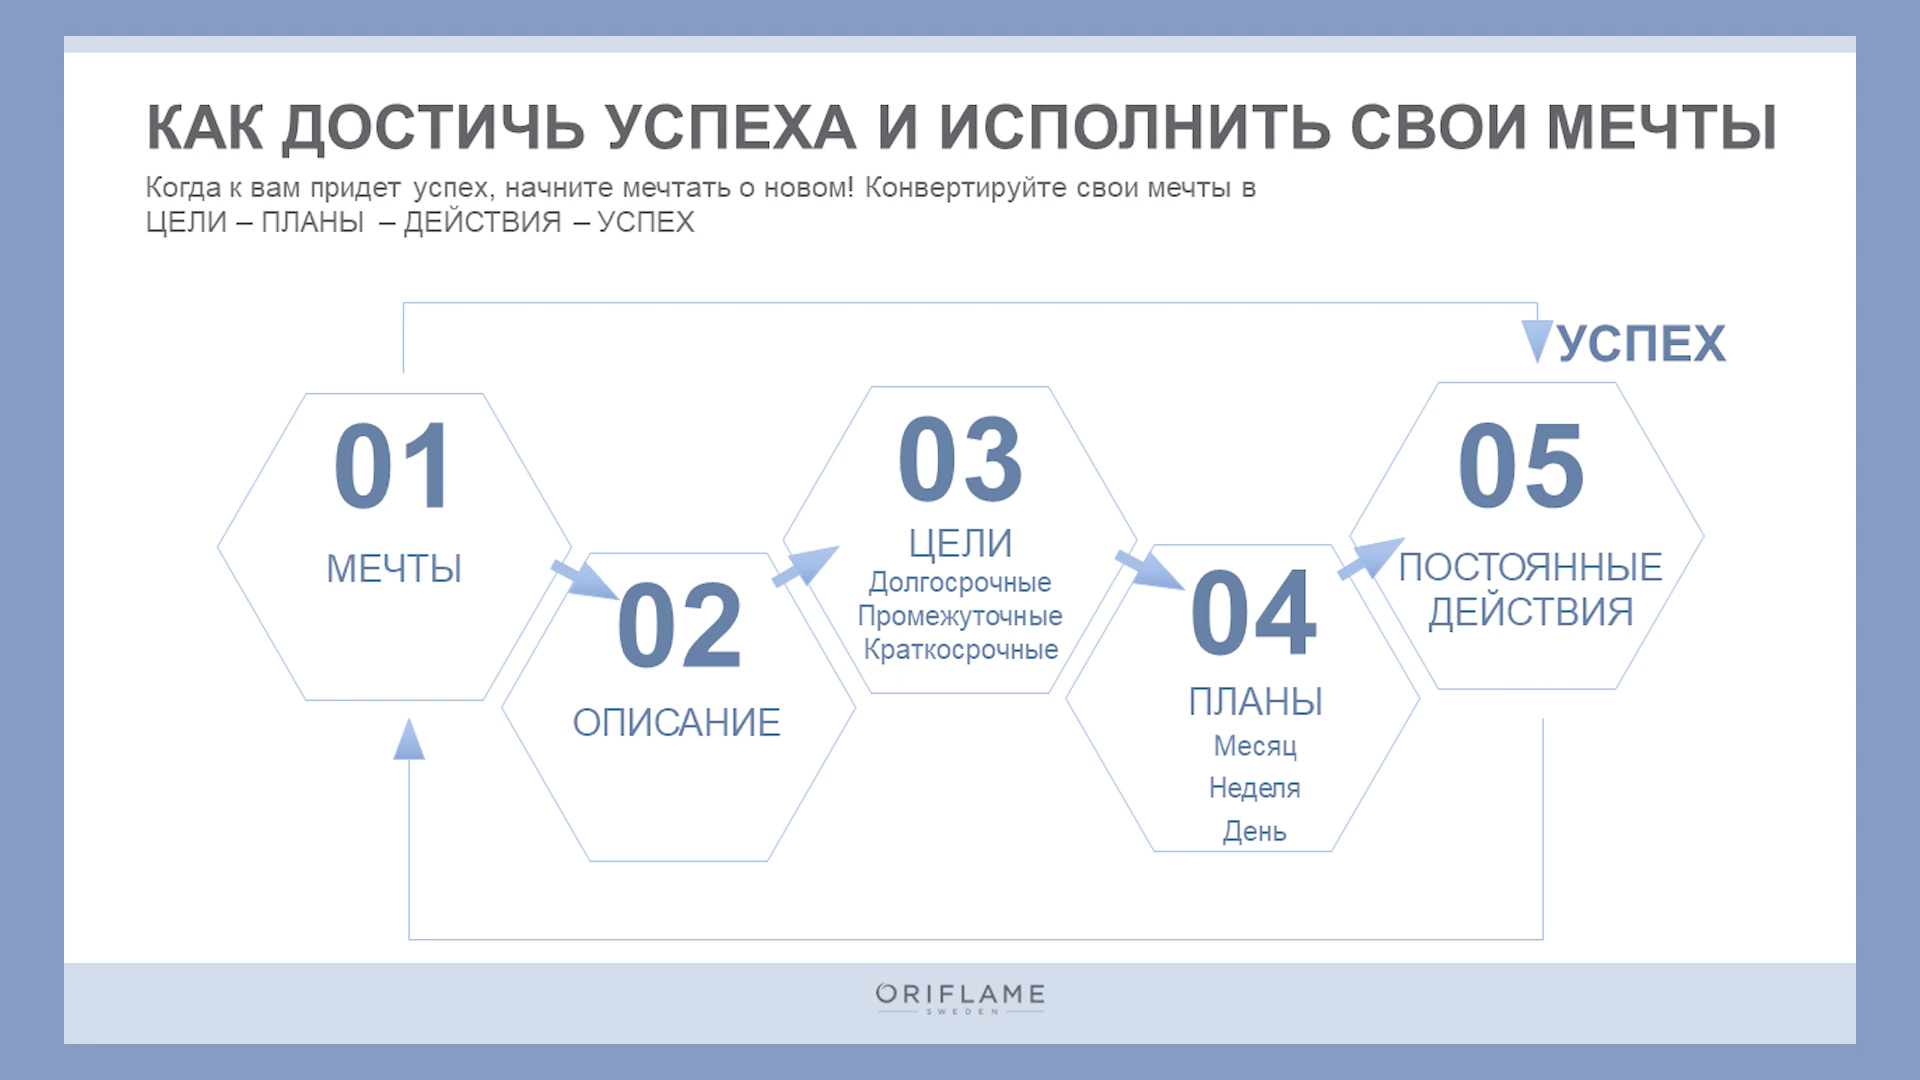 КАК ДОСТИЧЬ УСПЕХА И ИСПОЛНИТЬ СВОИ МЕЧТЫ
Когда к вам придет успех, начните мечтать о новом! Конвертируйте свои мечты в
ЦЕЛИ – ПЛАНЫ – ДЕЙСТВИЯ – УСПЕХ
УСПЕХ
01
МЕЧТЫ
02
ОПИСАНИЕ
03
ЦЕЛИ
Долгосрочные
Промежуточные
Краткосрочные
04
ПЛАНЫ
Месяц
Неделя
День
05
ПОСТОЯННЫЕ
ДЕЙСТВИЯ
ORIFLAME
SWEDEN